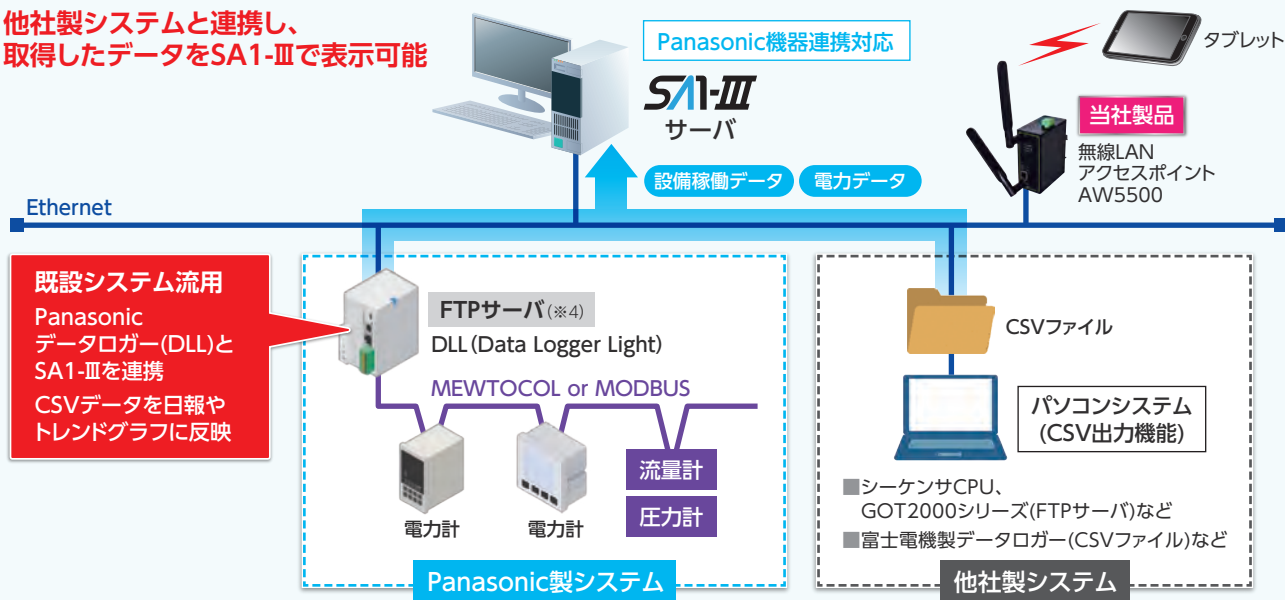 他社製システムと連携し、
取得したデータをSA1-Ⅲで表示可能
Panasonic機器連携対応
SA1-Ⅲ
サーバ
タブレット
当社製品
無線LAN
アクセスポイント
AW5500
設備稼働データ
電力データ
Ethernet
既設システム流用
Panasonic
データロガー(DLL)と
SA1-Ⅲを連携
CSVデータを日報や
トレンドグラフに反映
FTPサーバ(※4)
DLL(Data Logger Light)
MEWTOCOL or MODBUS
電力計
電力計
流量計
圧力計
Panasonic製システム
CSVファイル
パソコンシステム
(CSV出力機能)
■シーケンサCPU、
GOT2000シリーズ(FTPサーバ)など
■富士電機製データロガー(CSVファイル)など
他社製システム